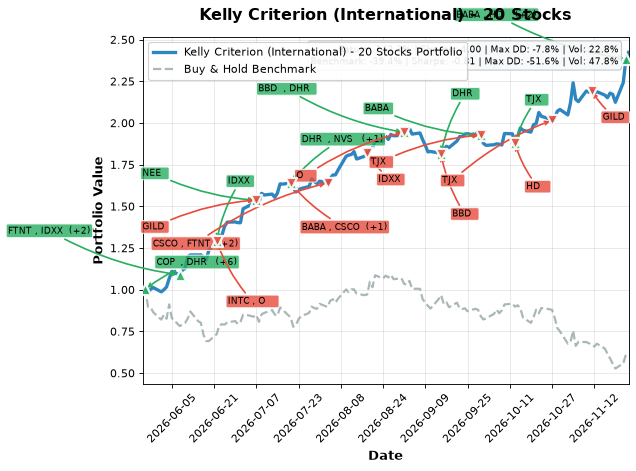 Kelly Criterion (International) - 20 Stocks
BABA
Kelly Criterion (International) - 20 Stocks Portfolio
Buy & Hold Benchmark
.00 | Max DD: -7.8% | Vol: 22.8%
Benchmark: -39.4% | Sharpe: -0.81 | Max DD: -51.6% | Vol: 47.8%
BBD , DHR
BABA
DHR
TJX
GILD
DHR , NVS (+1)
TJX
NEE
IDXX
O
IDXX
TJX
HD
GILD
BABA , CSCO (+1)
BBD
FTNT , IDXX (+2)
CSCO , FTNT (+2)
COP , DHR (+6)
INTC , O
Portfolio Value
2.50
2.25
2.00
1.75
1.50
1.25
1.00
0.75
0.50
2026-06-05
2026-06-21
2026-07-07
2026-07-23
2026-08-08
2026-08-24
2026-09-09
2026-09-25
2026-10-11
2026-10-27
2026-11-12
Date